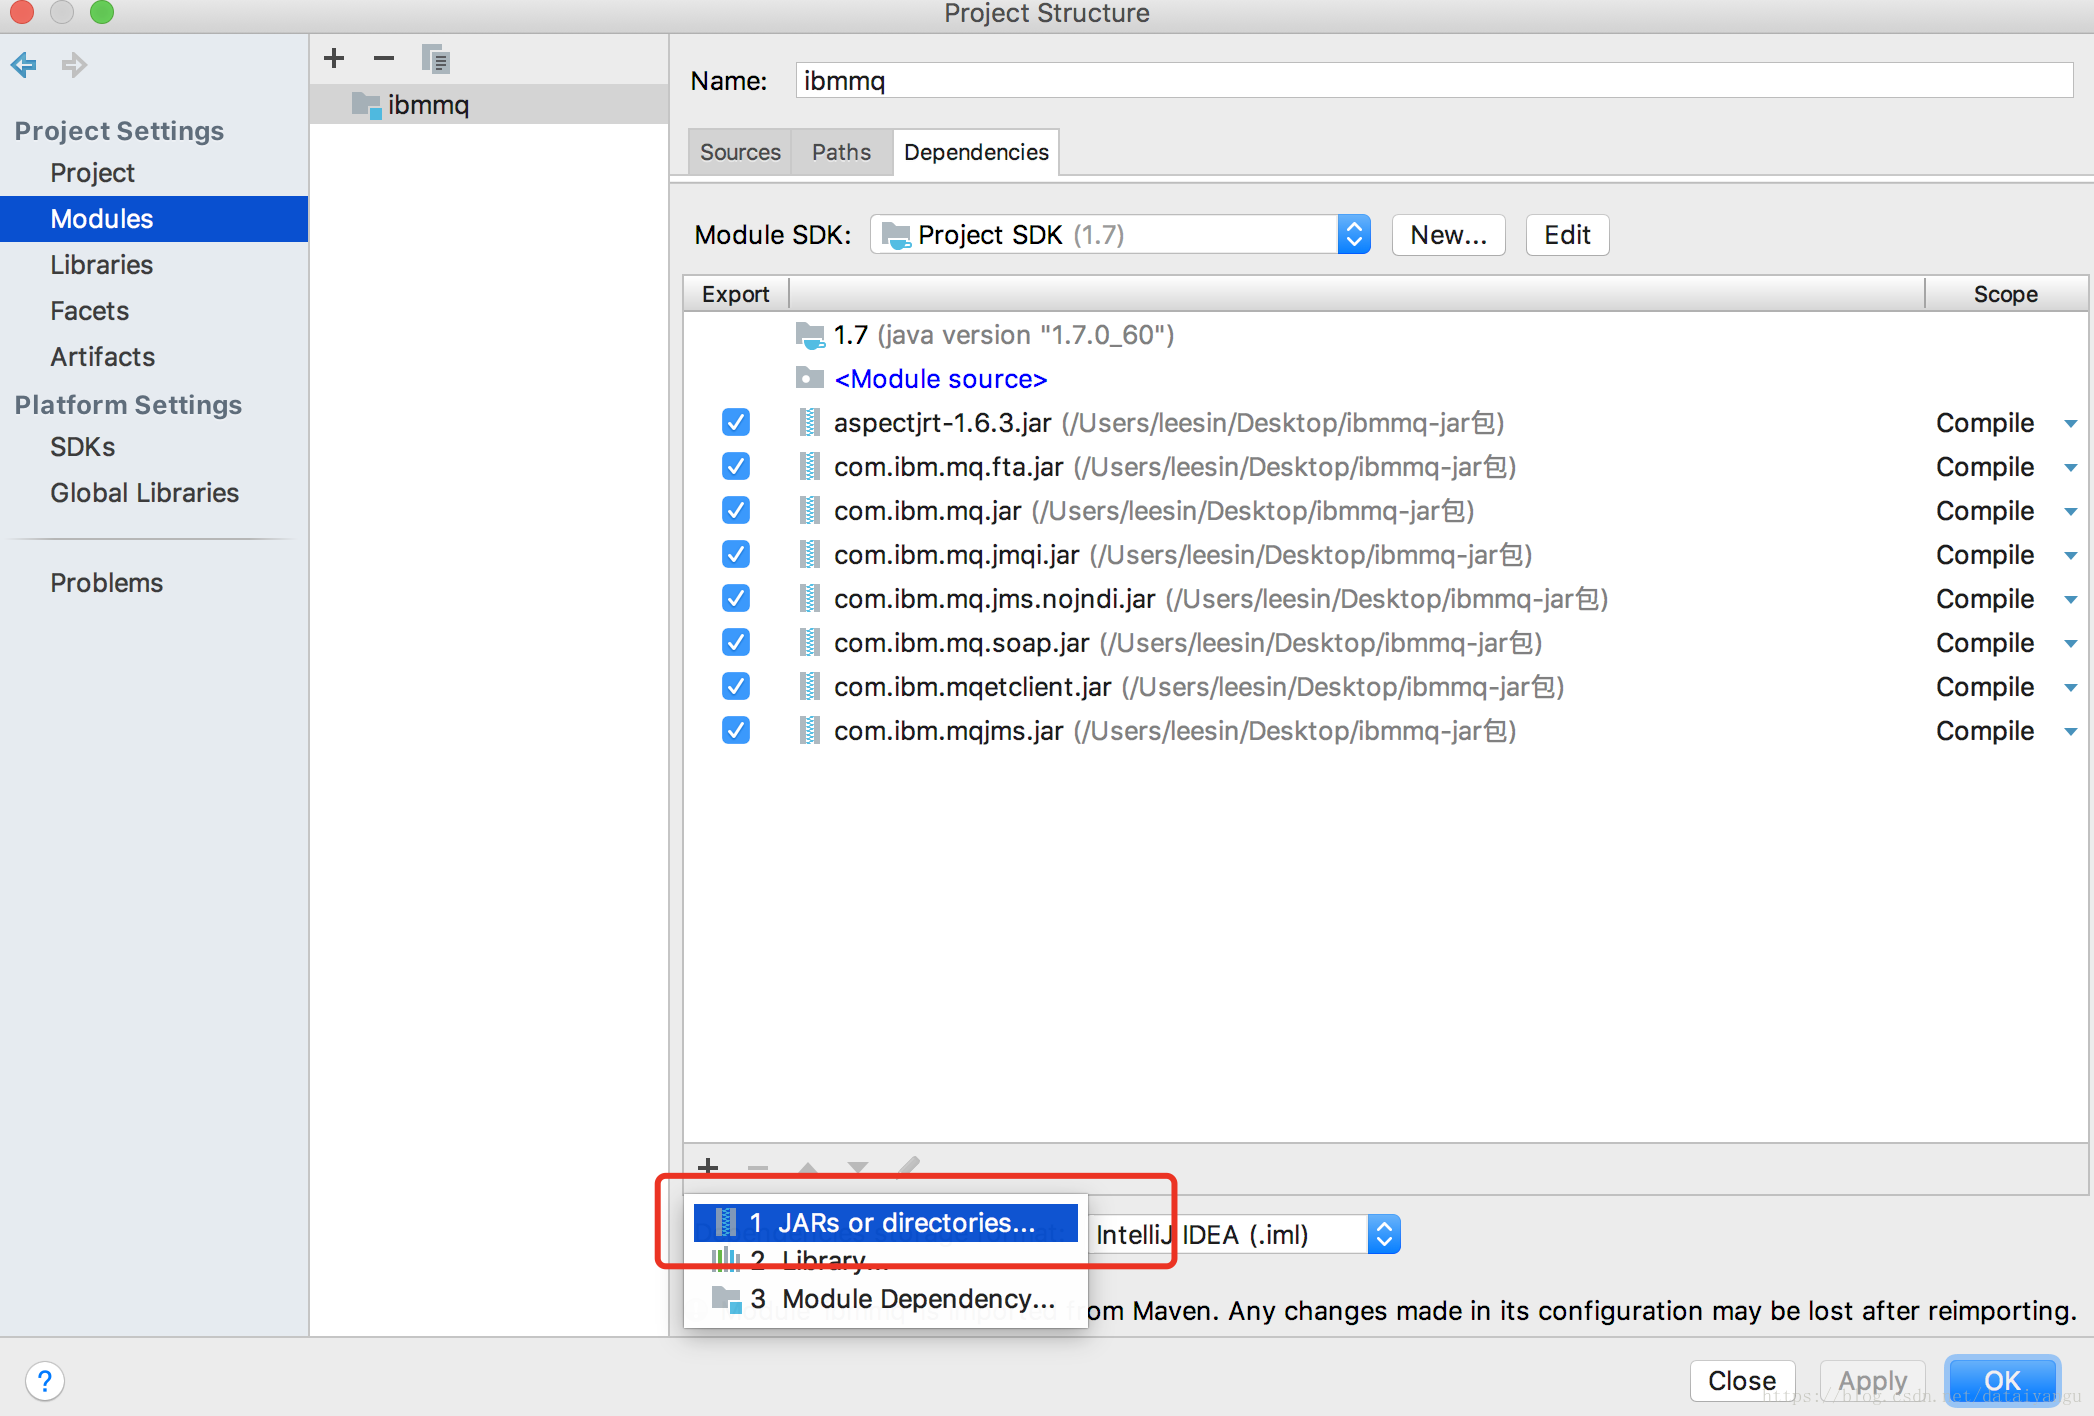 Project Structure
Project Settings
Project
Modules
Libraries
Facets
Artifacts
Platform Settings
SDKs
Global Libraries
Problems
ibmmq
Name: ibmmq
Sources Paths Dependencies
Module SDK: Project SDK (1.7) New... Edit
Export Scope
1.7 (java version "1.7.0_60")
<Module source>
aspectjrt-1.6.3.jar (/Users/leesin/Desktop/ibmmq-jar包) Compile
com.ibm.mq.fta.jar (/Users/leesin/Desktop/ibmmq-jar包) Compile
com.ibm.mq.jar (/Users/leesin/Desktop/ibmmq-jar包) Compile
com.ibm.mq.jmqi.jar (/Users/leesin/Desktop/ibmmq-jar包) Compile
com.ibm.mq.jms.nojndi.jar (/Users/leesin/Desktop/ibmmq-jar包) Compile
com.ibm.mq.soap.jar (/Users/leesin/Desktop/ibmmq-jar包) Compile
com.ibm.mqetclient.jar (/Users/leesin/Desktop/ibmmq-jar包) Compile
com.ibm.mqjms.jar (/Users/leesin/Desktop/ibmmq-jar包) Compile
1 JARs or directories...
IntelliJ IDEA (.iml)
2 Library...
3 Module Dependency...
om Maven. Any changes made in its configuration may be lost after reimporting.
? Close Apply OK
https://blog.csdn.net/dataiyangu